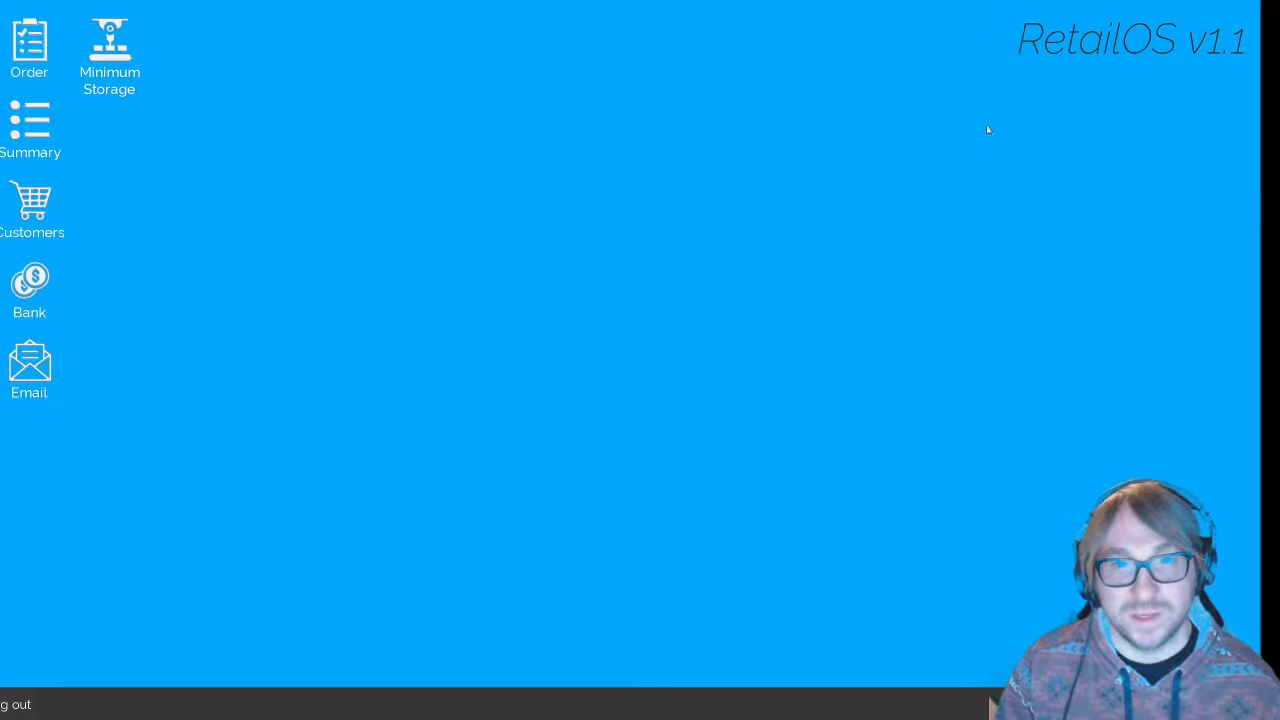 RetailOS v1.1
Order
Minimum
Storage
Summary
Customers
Bank
Email
g out